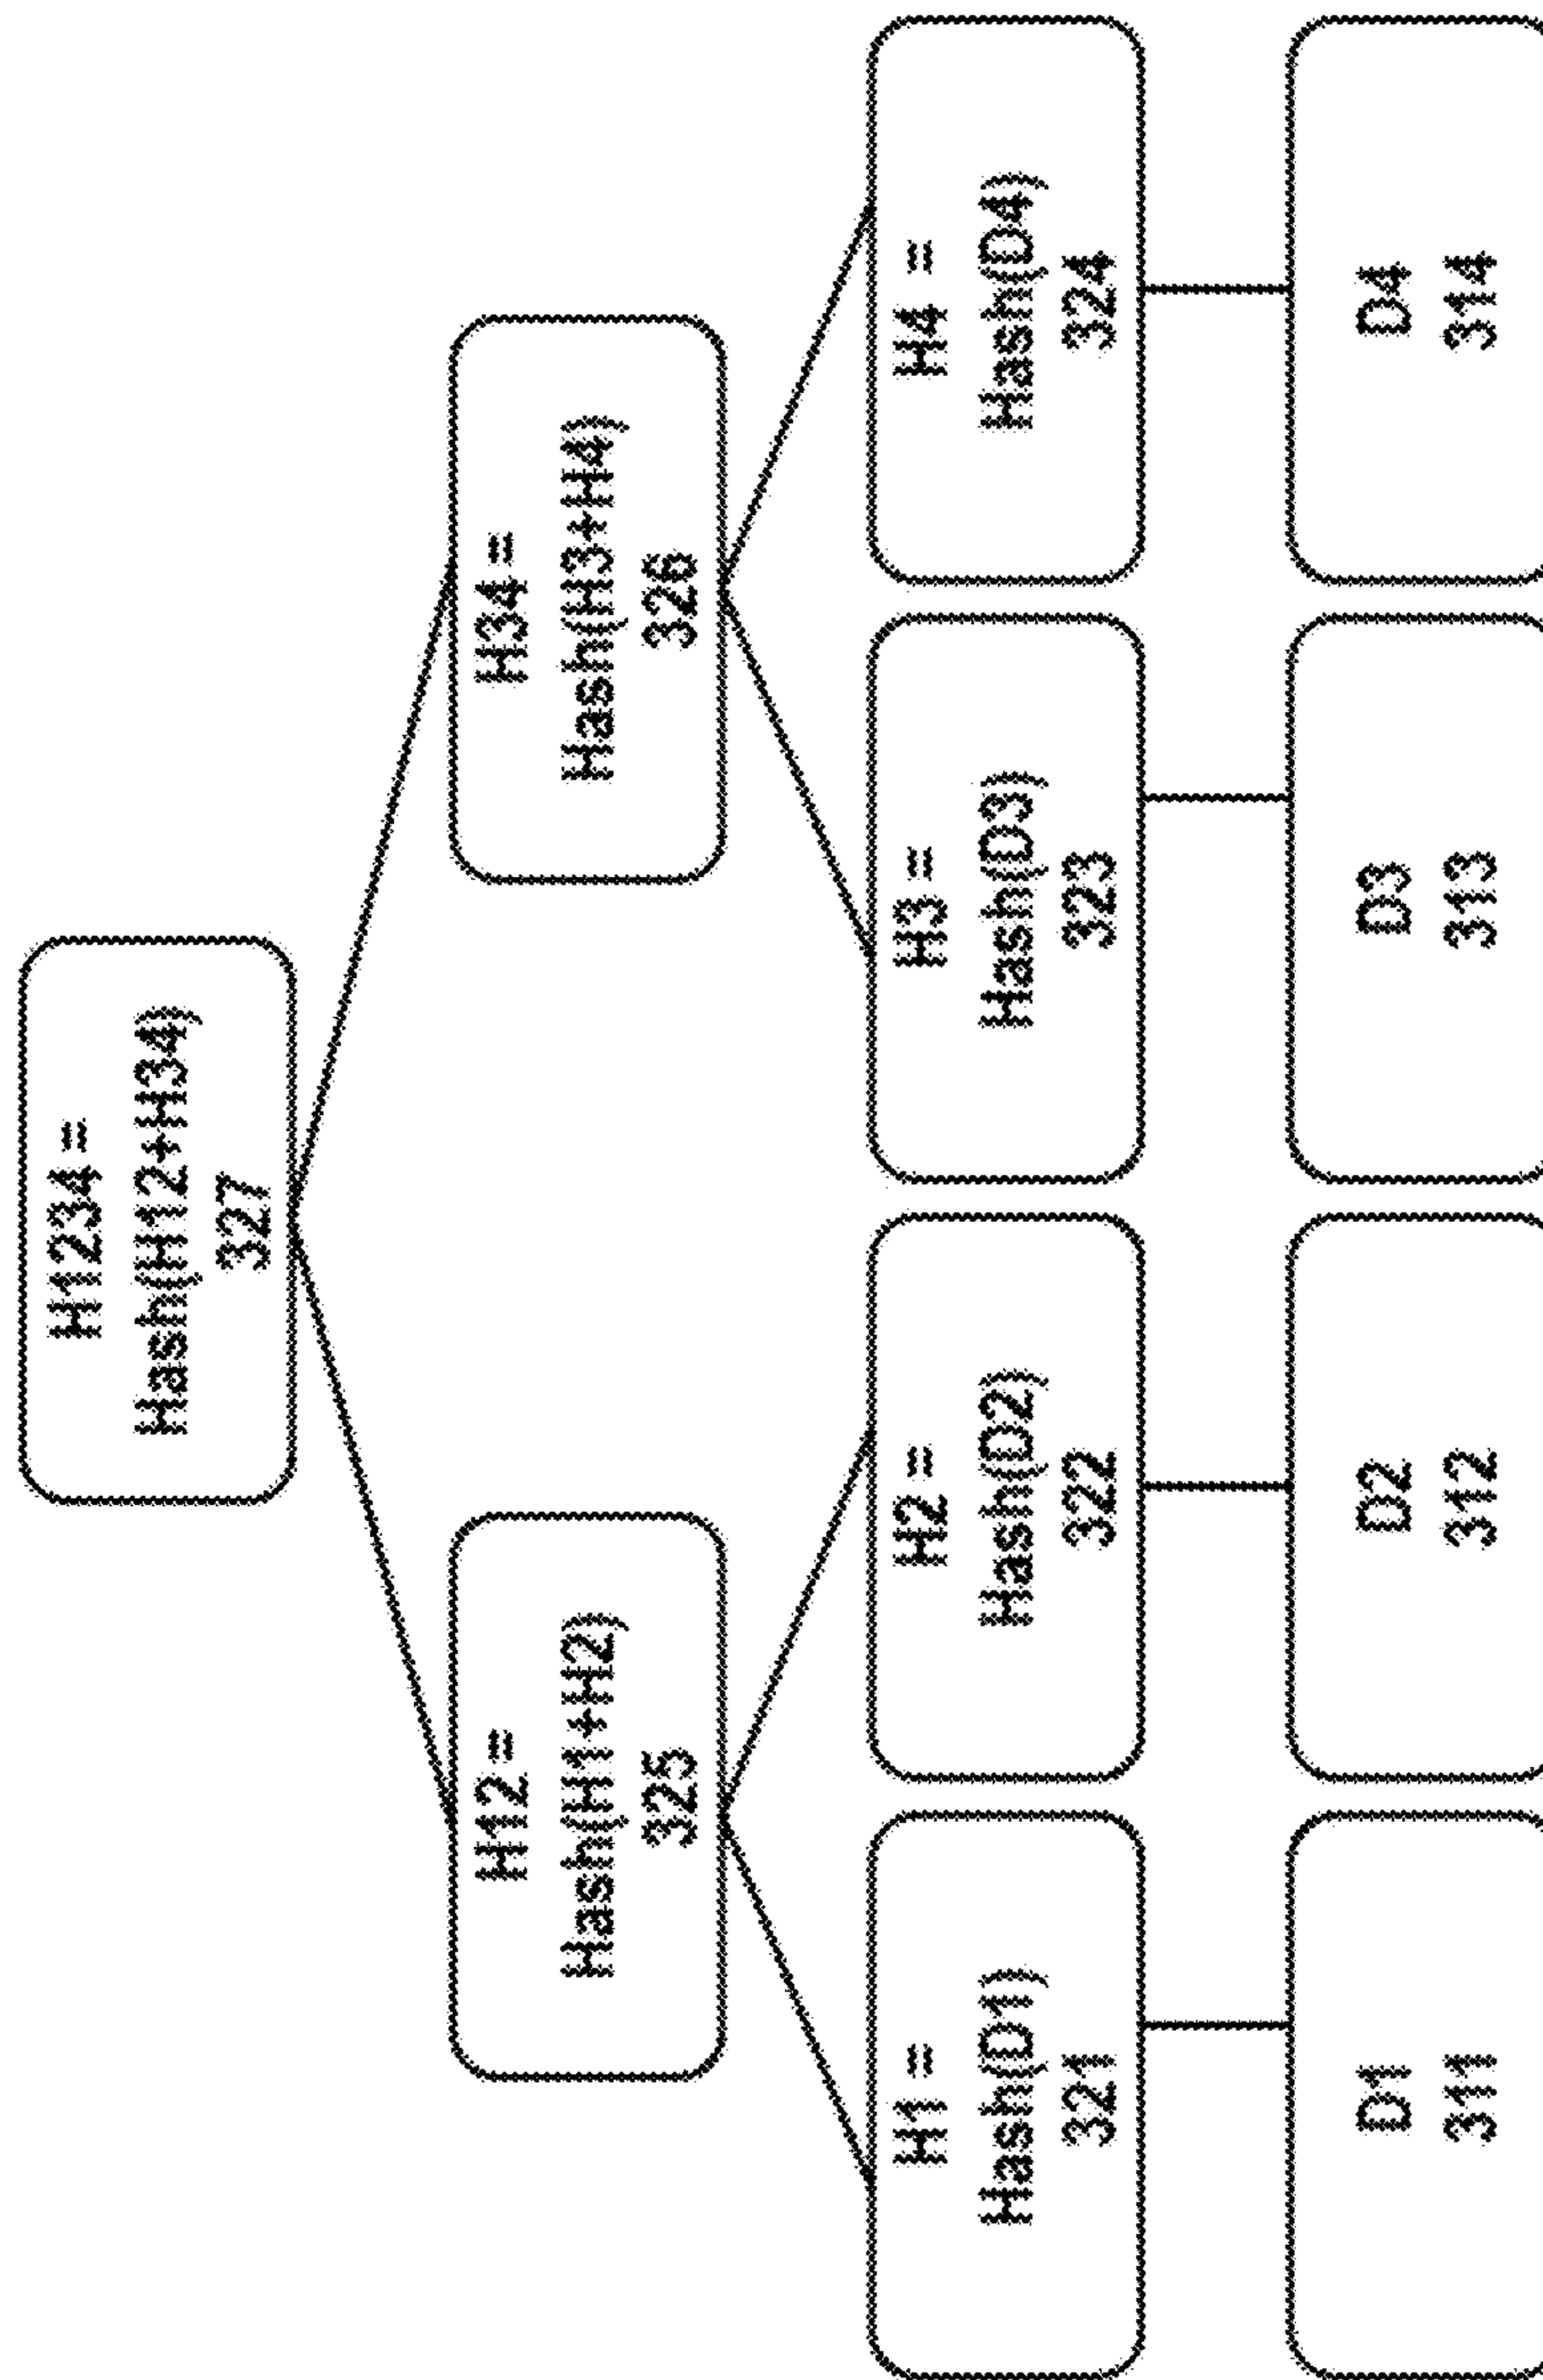 H1234 =
Hash(H12+H34)
327
H12 =
Hash(H1+H2)
325
H34 =
Hash(H3+H4)
326
H1 =
Hash(D1)
321
H2 =
Hash(D2)
322
H3 =
Hash(D3)
323
H4 =
Hash(D4)
324
D1
311
D2
312
D3
313
D4
314